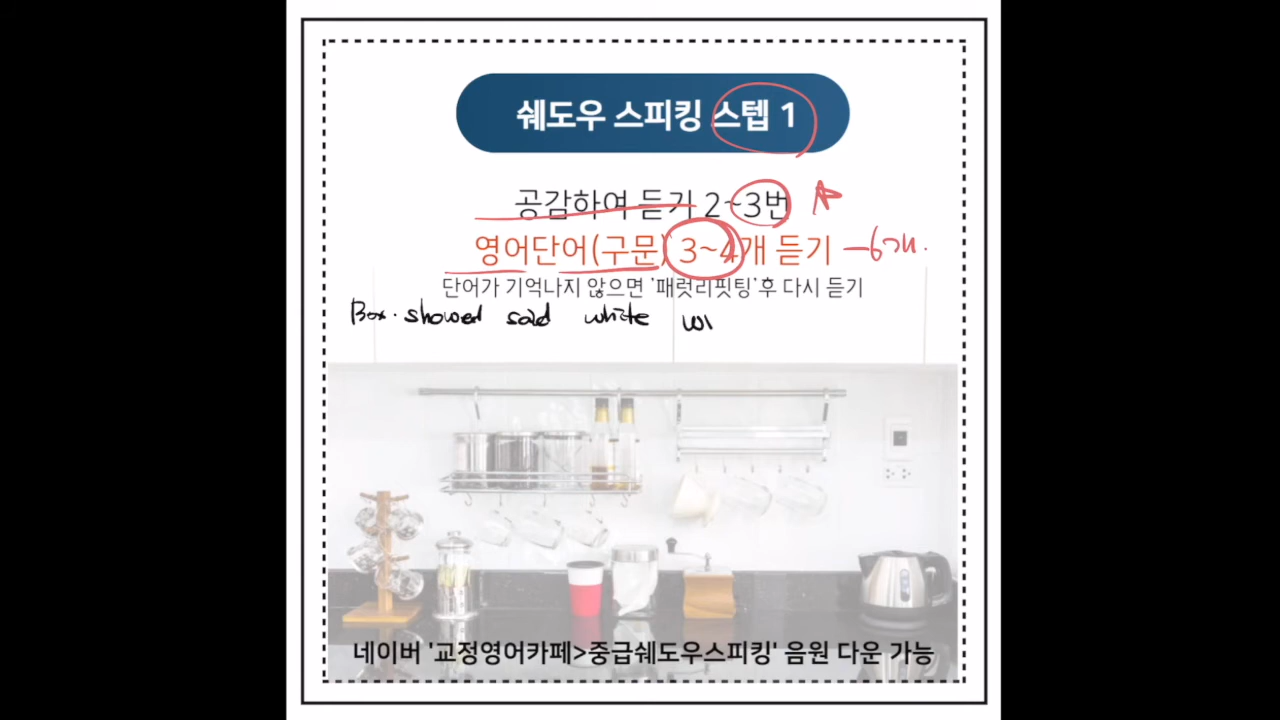 쉐도우 스피킹 스텝 1
공감하여 듣기 2~3번
영어단어(구문) 3~4개 듣기 –6개.
단어가 기억나지 않으면 '패럿리핏팅'후 다시 듣기
Box. showed said white wi
네이버 '교정영어카페>중급쉐도우스피킹' 음원 다운 가능